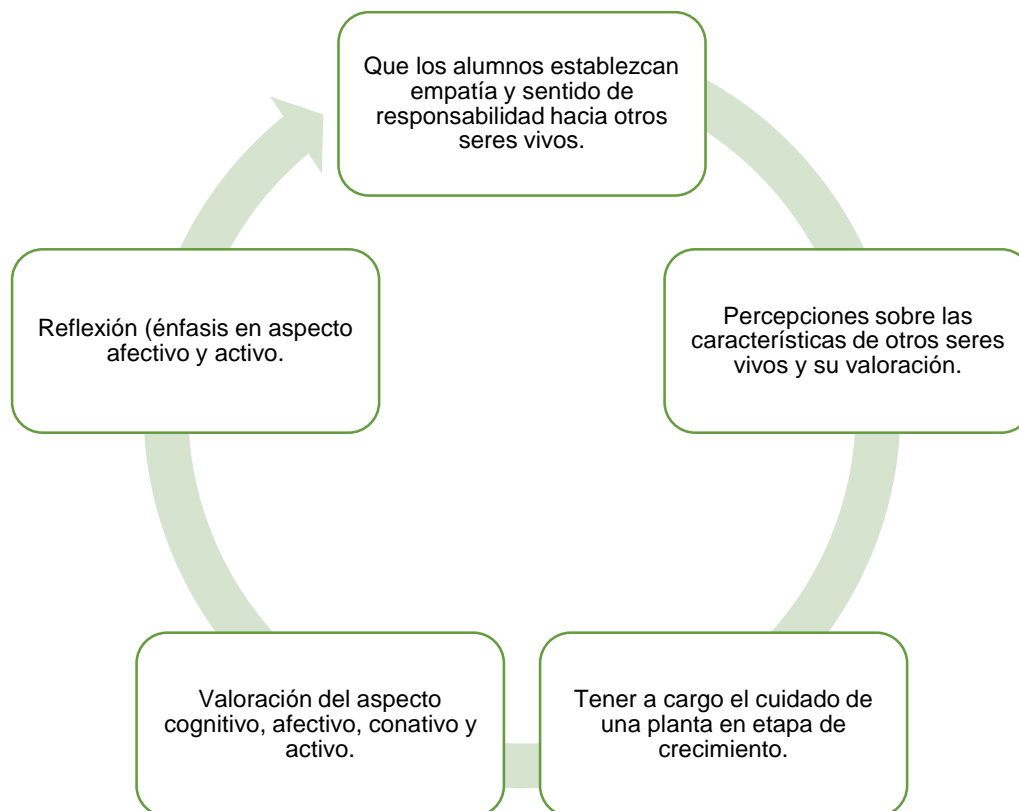 Que los alumnos establezcan
empatía y sentido de
responsabilidad hacia otros
seres vivos.
Percepciones sobre las
características de otros seres
vivos y su valoración.
Tener a cargo el cuidado de
una planta en etapa de
crecimiento.
Valoración del aspecto
cognitivo, afectivo, conativo y
activo.
Reflexión (énfasis en aspecto
afectivo y activo.